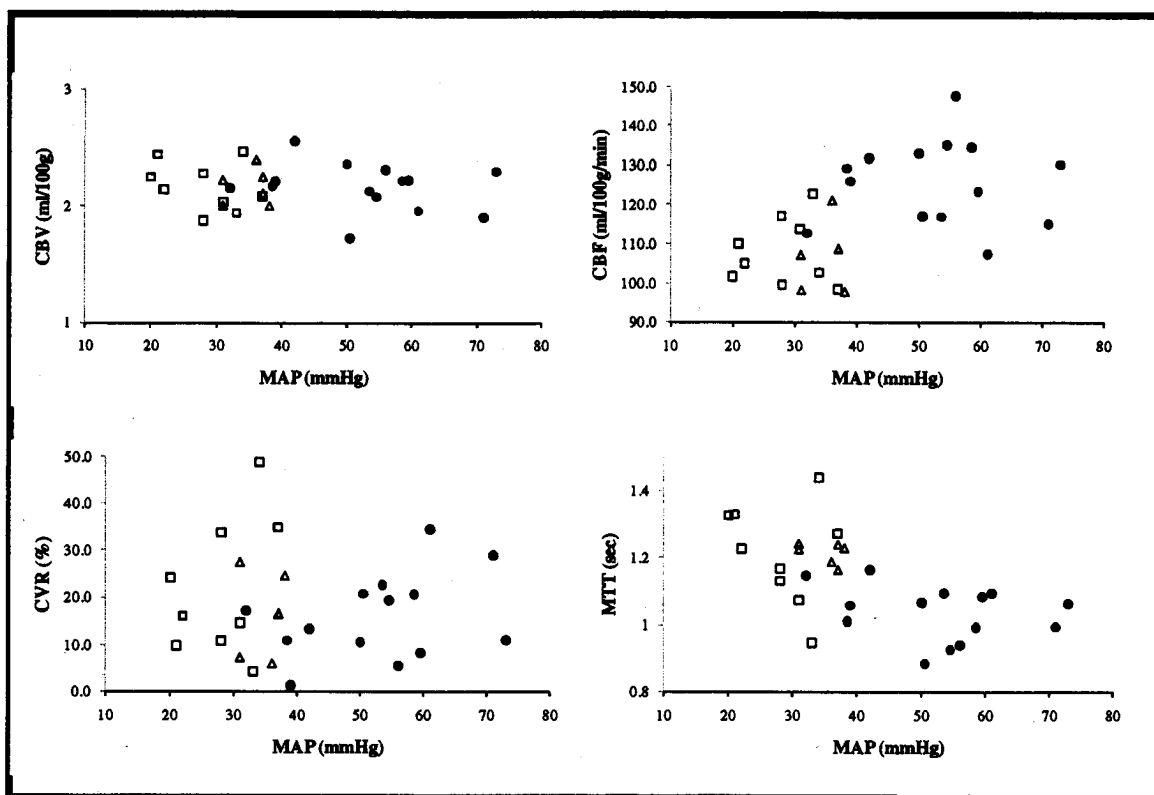 3
2
1
CBV (ml/100g)
10 20 30 40 50 60 70 80
MAP (mmHg)
150.0
140.0
130.0
120.0
110.0
100.0
90.0
CBF (ml/100g/min)
10 20 30 40 50 60 70 80
MAP (mmHg)
50.0
40.0
30.0
20.0
10.0
0.0
CVR (%)
10 20 30 40 50 60 70 80
MAP (mmHg)
1.4
1.2
1
0.8
MTT (sec)
10 20 30 40 50 60 70 80
MAP (mmHg)